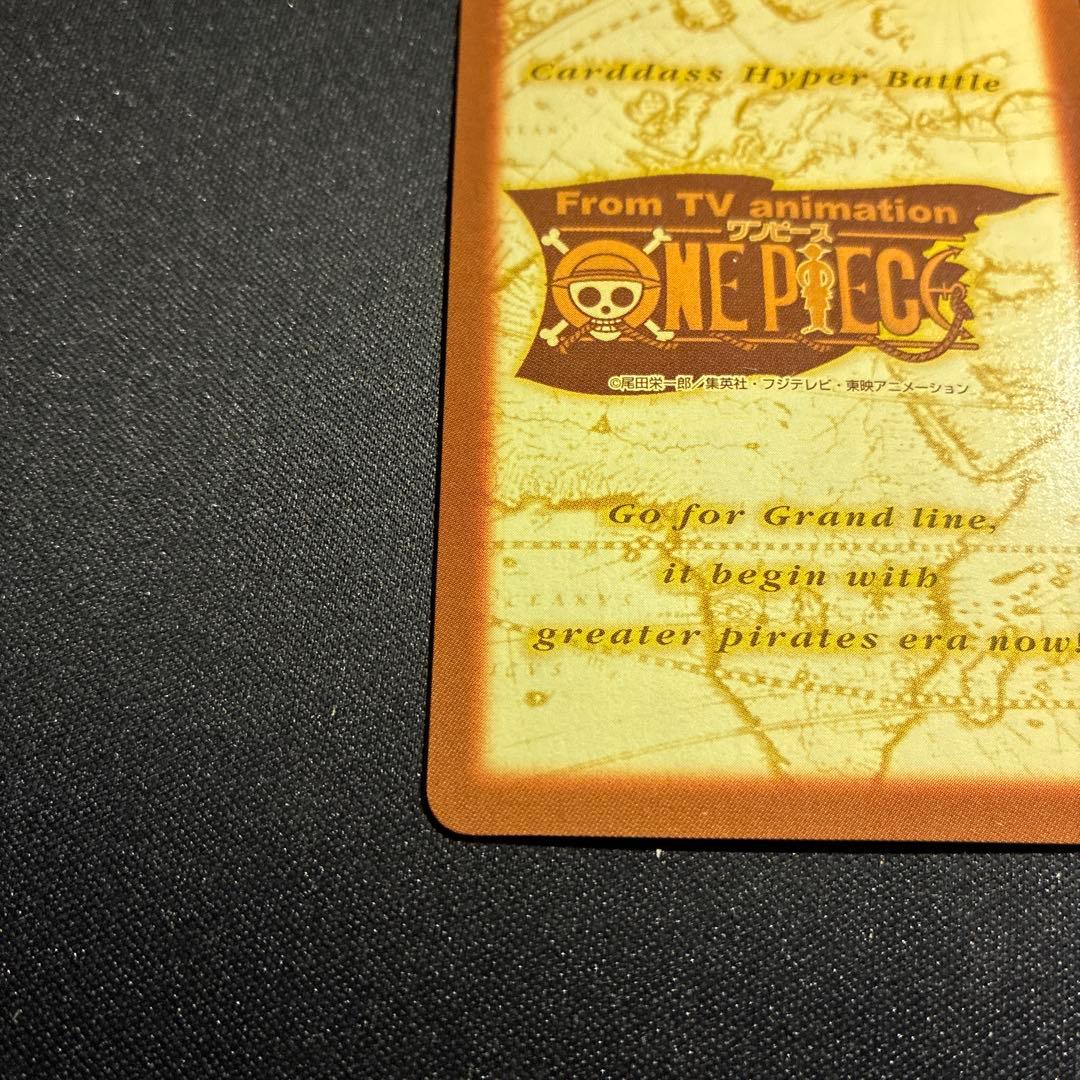 Carddass Hyper Battle
From TV animation
ワンピース
ONE PIECE
©尾田栄一郎／集英社・フジテレビ・東映アニメーション
Go for Grand line,
it begin with
greater pirates era now!